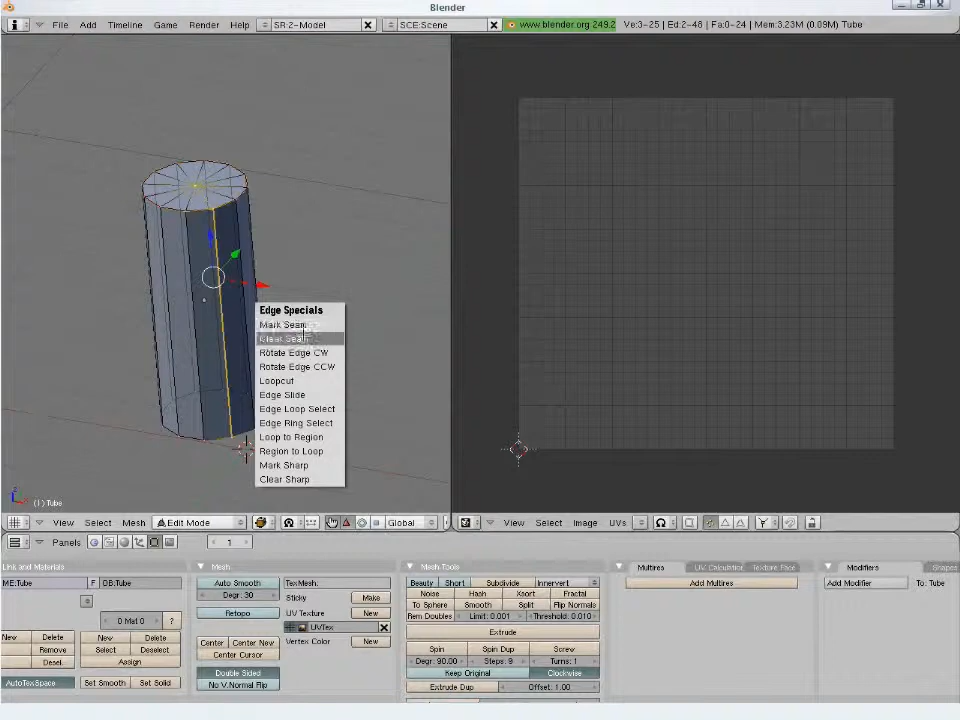 Blender
File Add Timeline Game Render Help SR:2-Model SCE:Scene www.blender.org 249.2 Ve:3-25 | Ed:2-48 | Fa:0-24 | Mem:3.23M (0.09M) Tube
Edge Specials
Mark Seam
Clear Seam
Rotate Edge CW
Rotate Edge CCW
Loopcut
Edge Slide
Edge Loop Select
Edge Ring Select
Loop to Region
Region to Loop
Mark Sharp
Clear Sharp
(1) Tube
View Select Mesh Edit Mode Global View Select Image UVs
Panels 1
Link and Materials Mesh Mesh Tools Multires UV Calculation Texture Face Modifiers Shapes
ME:Tube F OB:Tube Auto Smooth TexMesh: Beauty Short Subdivide Innervert Add Multires Add Modifier To: Tube
Degr: 30 Sticky Make Noise Hash Xsort Fractal
Retopo UV Texture New To Sphere Smooth Split Flip Normals
0 Mat 0 ? UVTex Rem Doubles Limit: 0.001 Threshold: 0.010
New Delete New Delete Center Center New Vertex Color New Extrude
Remove Select Deselect Center Cursor Spin Spin Dup Screw
Desel. Assign Degr: 90.00 Steps: 9 Turns: 1
AutoTexSpace Set Smooth Set Solid Double Sided Keep Original Clockwise
No V.Normal Flip Extrude Dup Offset: 1.00